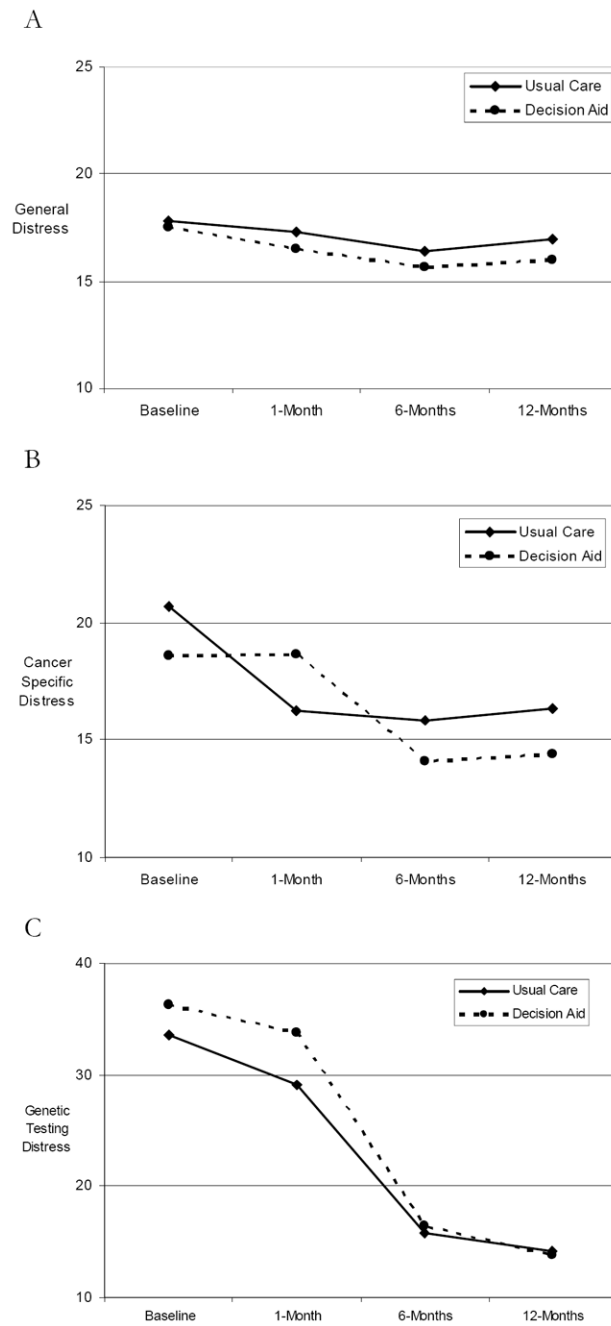 A
25
20
15
10
General
Distress
Usual Care
Decision Aid
Baseline 1-Month 6-Months 12-Months
B
25
20
15
10
Cancer
Specific
Distress
Usual Care
Decision Aid
Baseline 1-Month 6-Months 12-Months
C
40
30
20
10
Genetic
Testing
Distress
Usual Care
Decision Aid
Baseline 1-Month 6-Months 12-Months